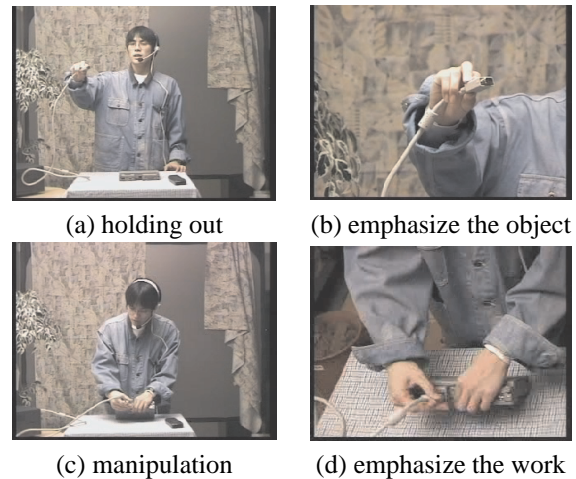 (a) holding out
(b) emphasize the object
(c) manipulation
(d) emphasize the work